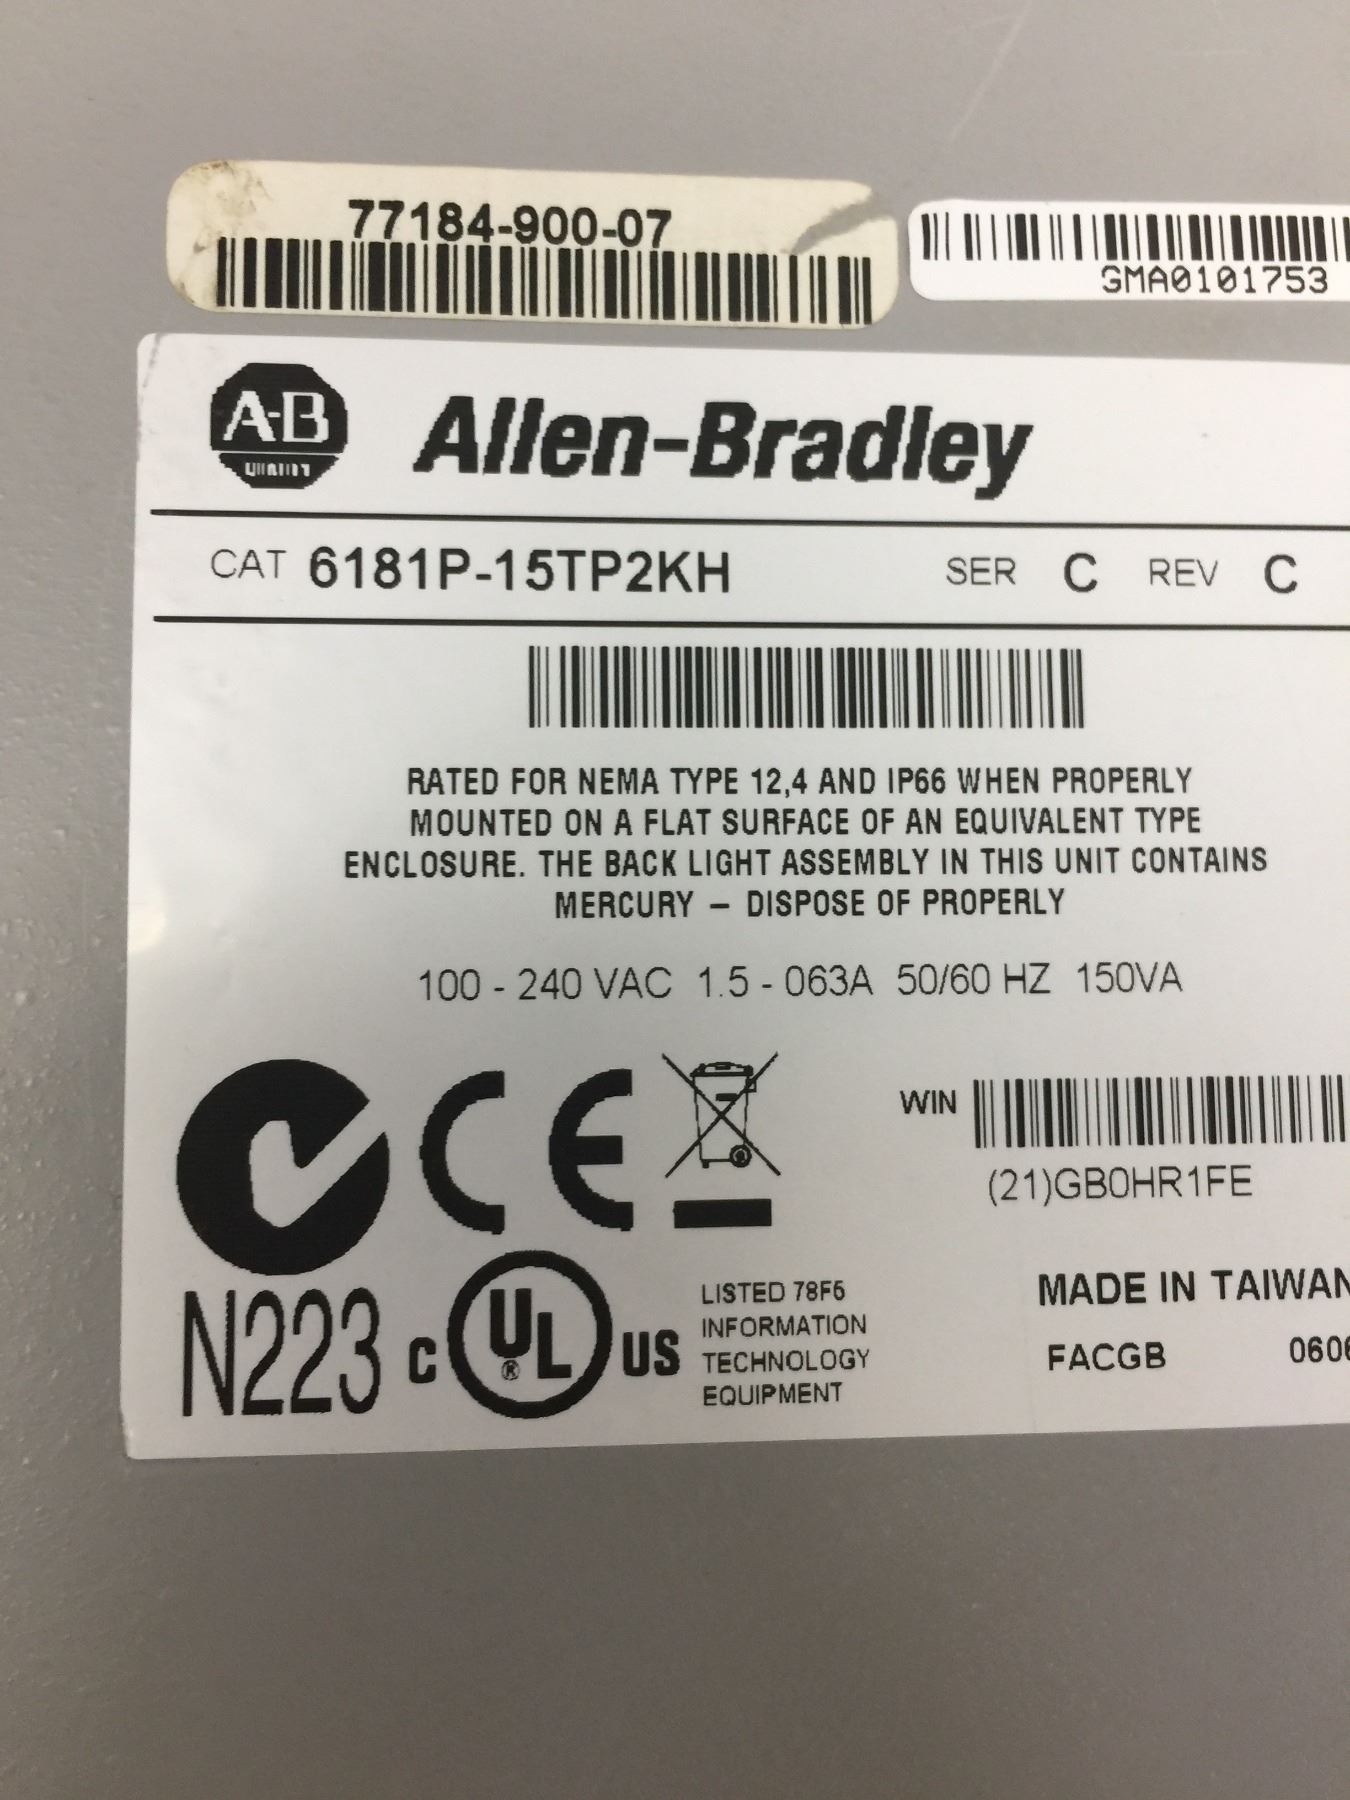 77184-900-07
GMA0101753
A-B
QUALITY
Allen-Bradley
CAT 6181P-15TP2KH SER C REV C
RATED FOR NEMA TYPE 12,4 AND IP66 WHEN PROPERLY
MOUNTED ON A FLAT SURFACE OF AN EQUIVALENT TYPE
ENCLOSURE. THE BACK LIGHT ASSEMBLY IN THIS UNIT CONTAINS
MERCURY – DISPOSE OF PROPERLY
100 - 240 VAC 1.5 - 063A 50/60 HZ 150VA
CE
WIN
(21)GB0HR1FE
N223
C UL ® US
LISTED 78F6
INFORMATION
TECHNOLOGY
EQUIPMENT
MADE IN TAIWAN
FACGB